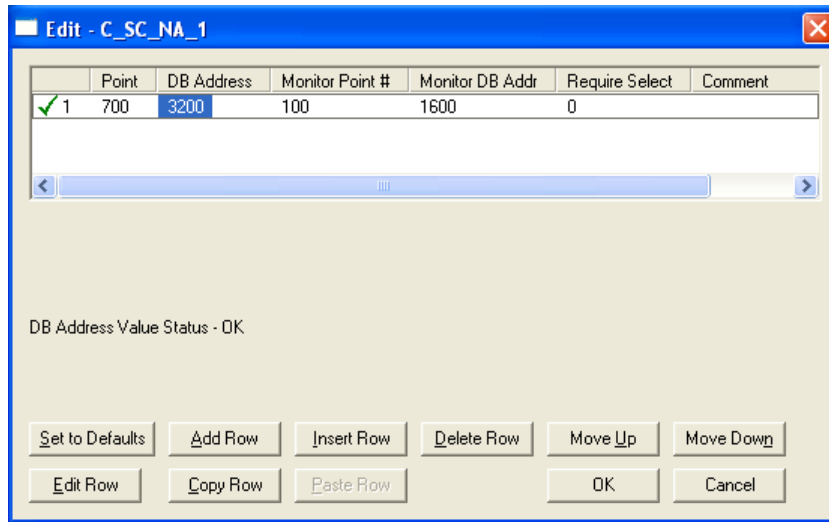 Edit - C_SC_NA_1
Point DB Address Monitor Point # Monitor DB Addr Require Select Comment
1 700 3200 100 1600 0
DB Address Value Status - OK
Set to Defaults Add Row Insert Row Delete Row Move Up Move Down
Edit Row Copy Row Paste Row OK Cancel